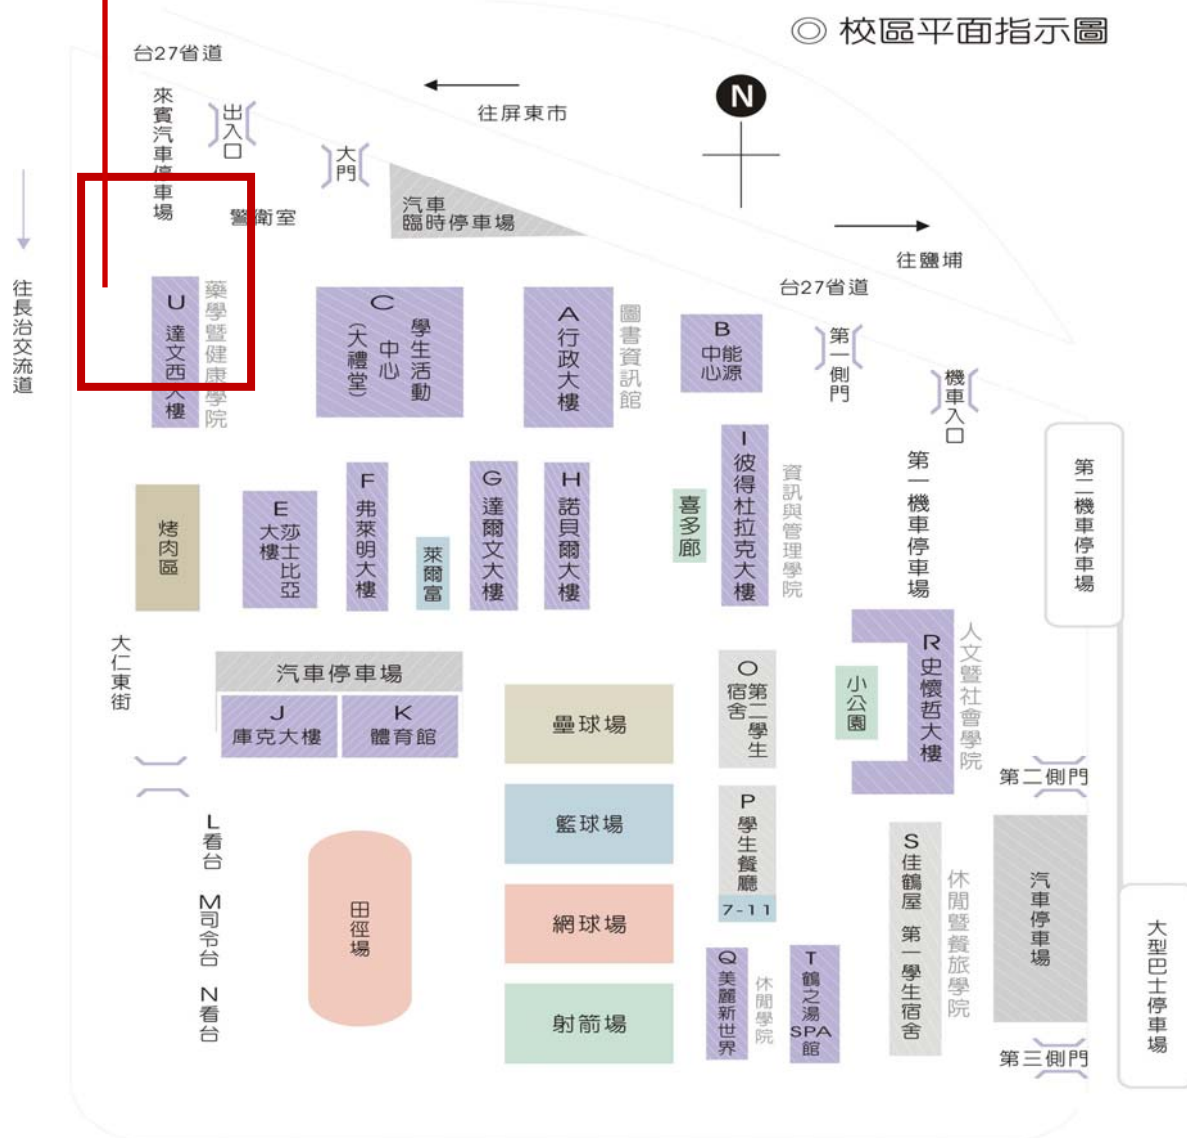 ◎ 校區平面指示圖
台27省道
往屏東市
N
來賓汽車停車場
出入口
大門
汽車
臨時停車場
警衛室
往鹽埔
台27省道
往長治交流道
U 達文西大樓
藥學暨健康學院
C
學生活動
中心
(大禮堂)
A 行政大樓
圖書資訊館
B
能源
中心
第一側門
機車入口
第一機車停車場
第二機車停車場
烤肉區
E
莎士比亞
大樓
F 弗萊明大樓
萊爾富
G 達爾文大樓
H 諾貝爾大樓
喜多廊
I 彼得杜拉克大樓
資訊與管理學院
大仁東街
汽車停車場
J
庫克大樓
K
體育館
壘球場
O
第二學生
宿舍
小公園
R 史懷哲大樓
人文暨社會學院
第二側門
L看台
M司令台
N看台
田徑場
籃球場
網球場
射箭場
P 學生餐廳
7-11
Q 美麗新世界
休閒學院
T 鶴之湯
SPA
館
S 佳鶴屋 第一學生宿舍
休閒暨餐旅學院
汽車停車場
第三側門
大型巴士停車場